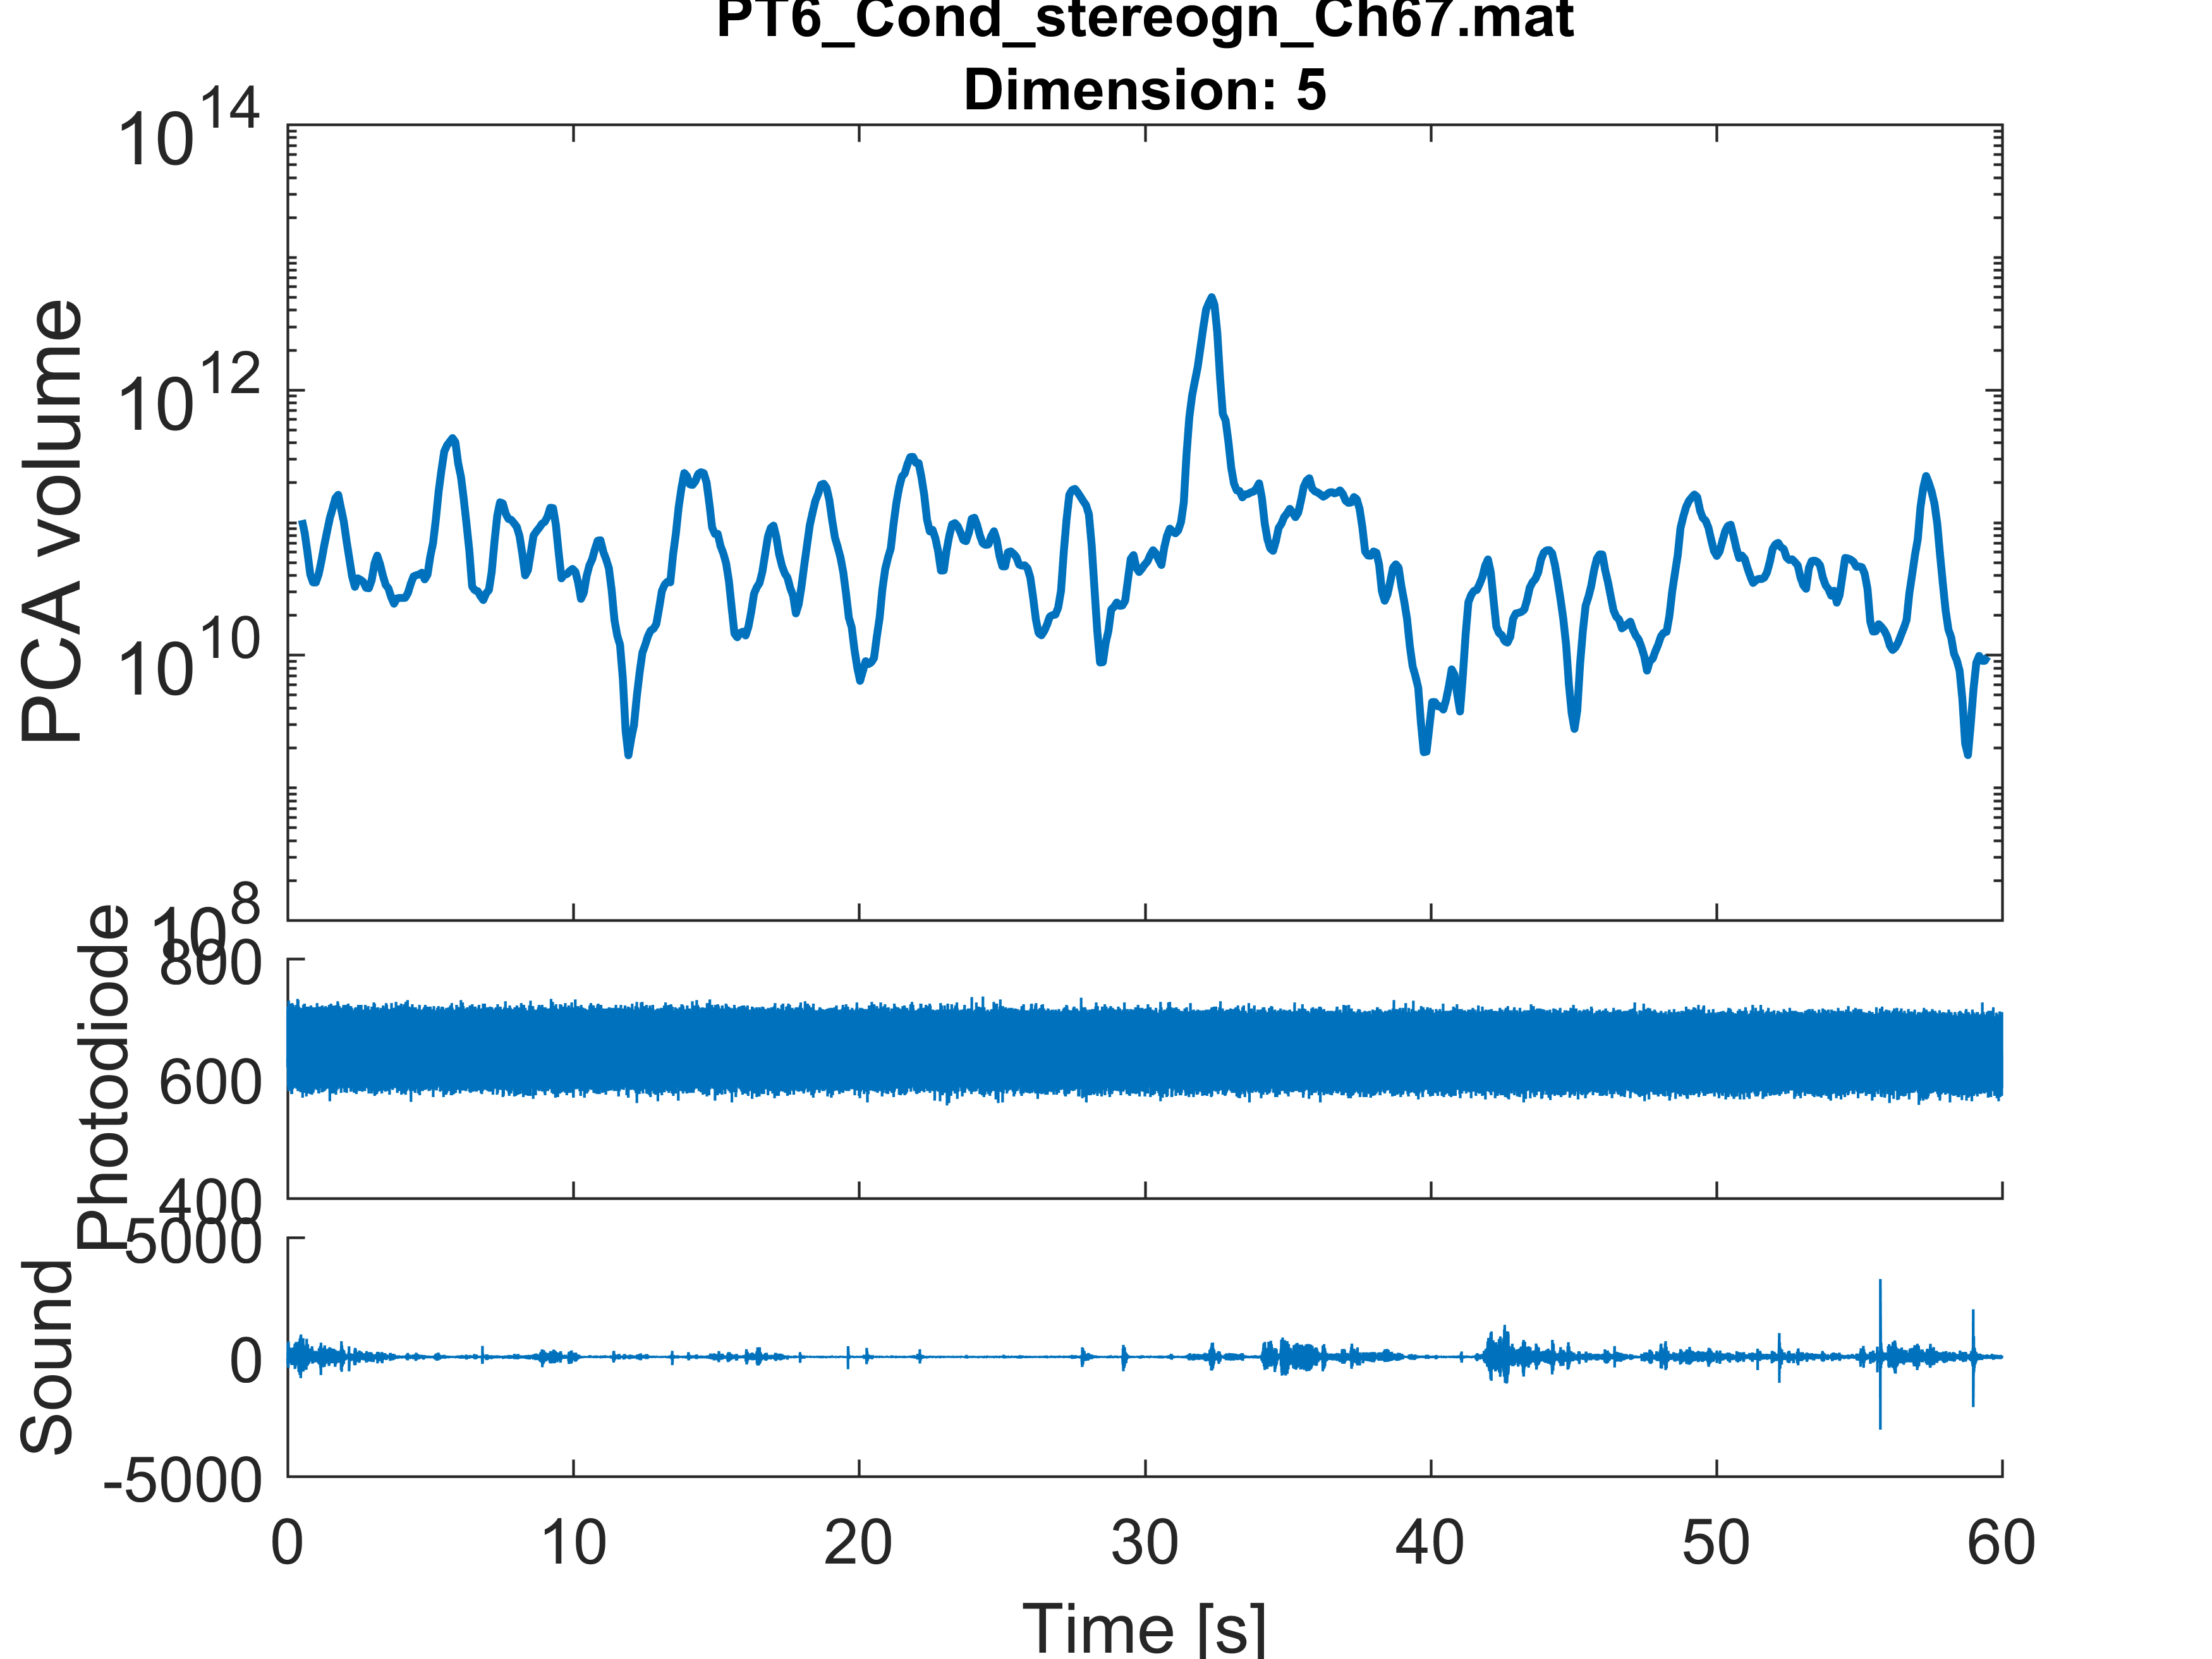 PT6_Cond_stereogn_Ch67.mat
Dimension: 5
PCA volume
10^14
10^12
10^10
10^8
Photodiode
800
600
400
Sound
5000
0
-5000
0 10 20 30 40 50 60
Time [s]